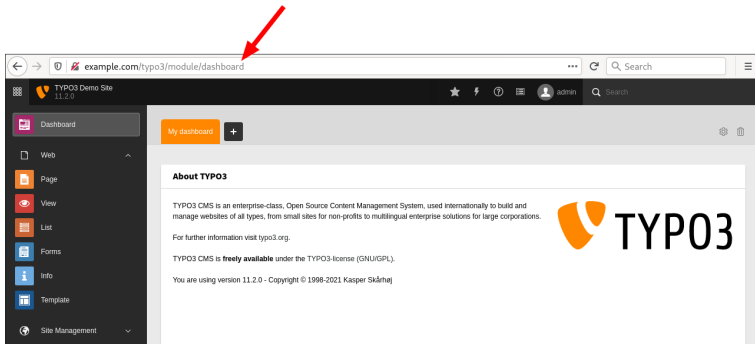 example.com/typo3/module/dashboard
Search
TYPO3 Demo Site
11.2.0
admin
Search
Dashboard
My dashboard
+
Web
Page
View
List
Forms
Info
Template
Site Management
About TYPO3
TYPO3 CMS is an enterprise-class, Open Source Content Management System, used internationally to build and
manage websites of all types, from small sites for non-profits to multilingual enterprise solutions for large corporations.
For further information visit typo3.org.
TYPO3 CMS is freely available under the TYPO3-license (GNU/GPL).
You are using version 11.2.0 - Copyright © 1998-2021 Kasper Skårhøj
TYPO3